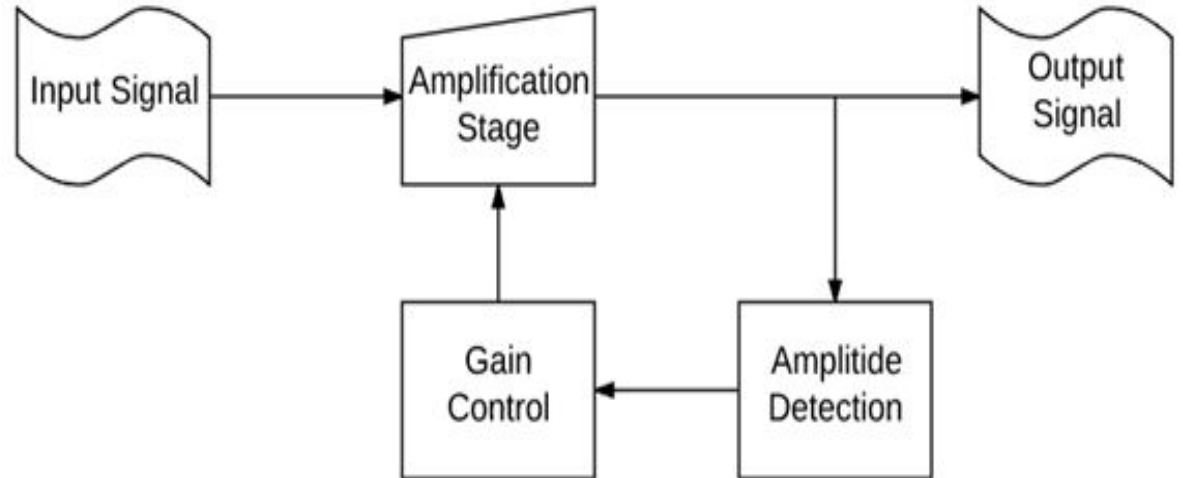 Input Signal
Amplification
Stage
Output
Signal
Gain
Control
Amplitide
Detection